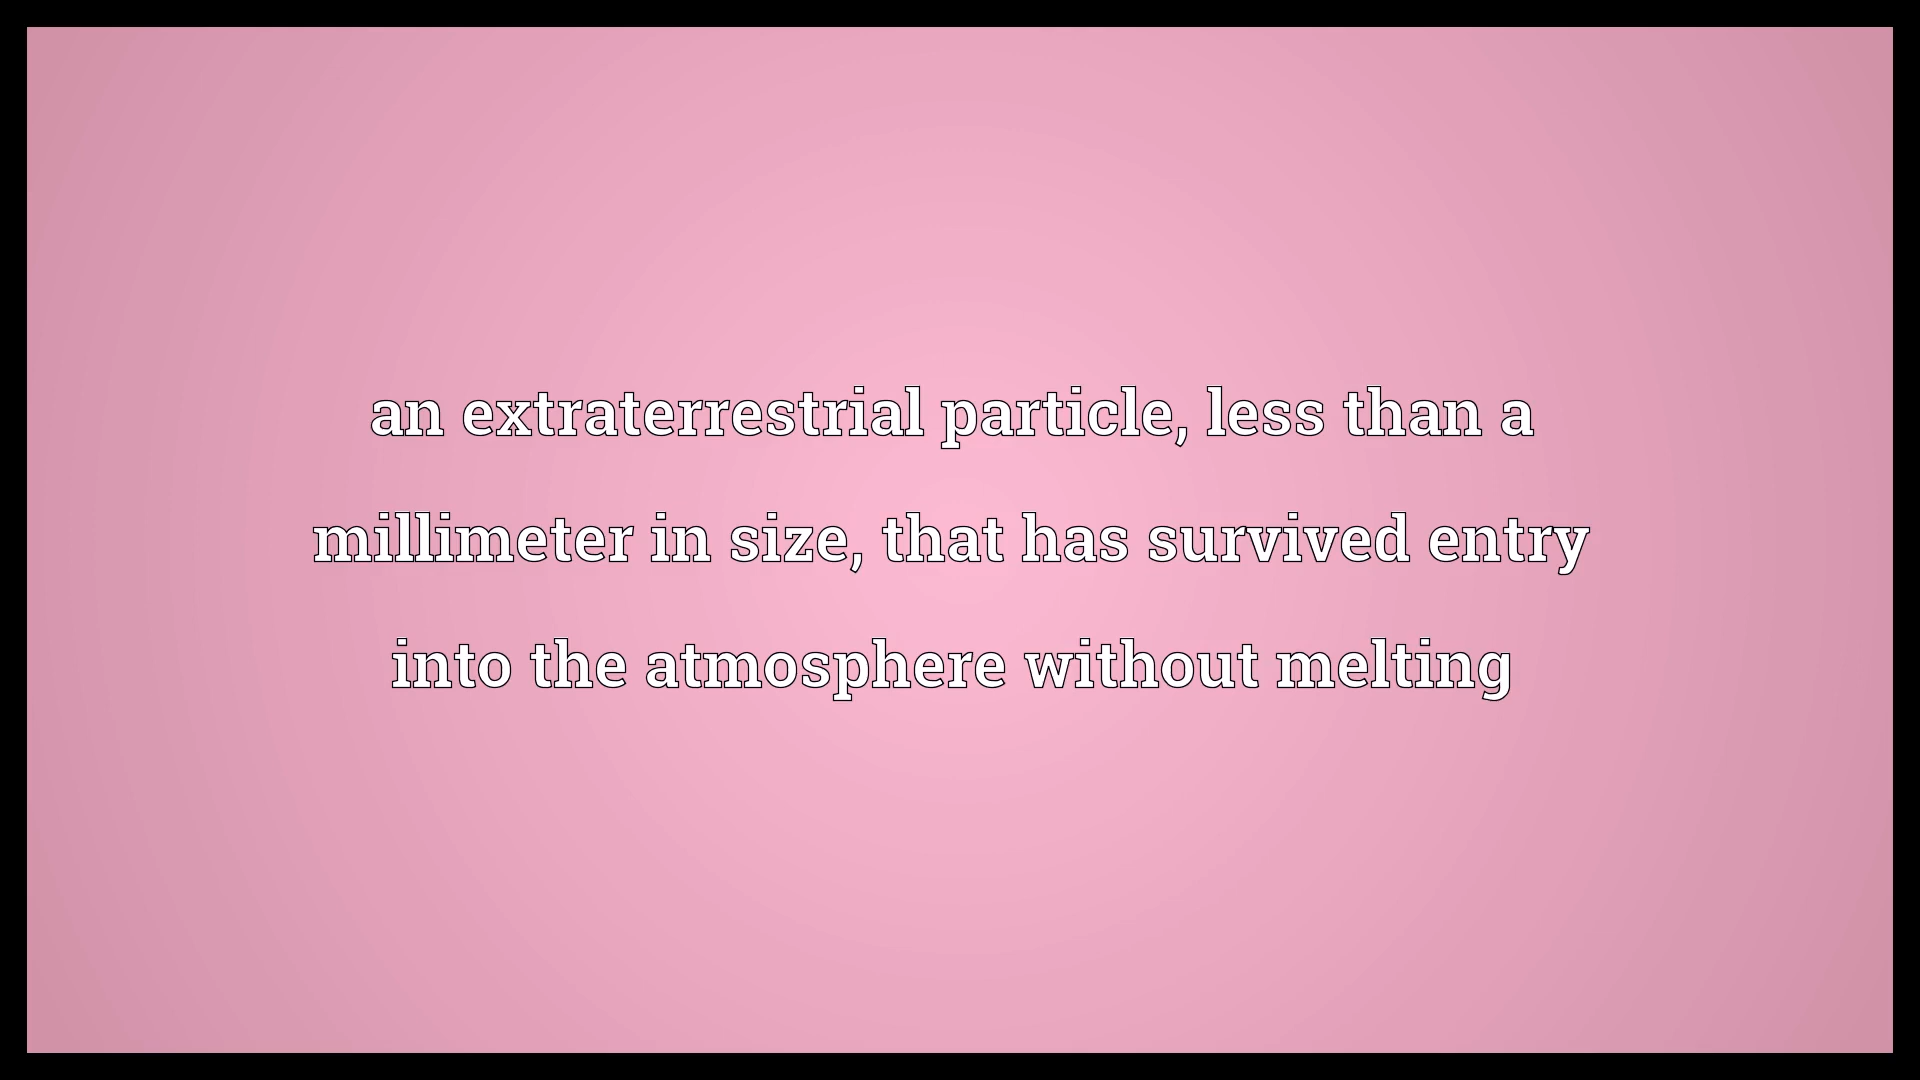 an extraterrestrial particle, less than a
millimeter in size, that has survived entry
into the atmosphere without melting